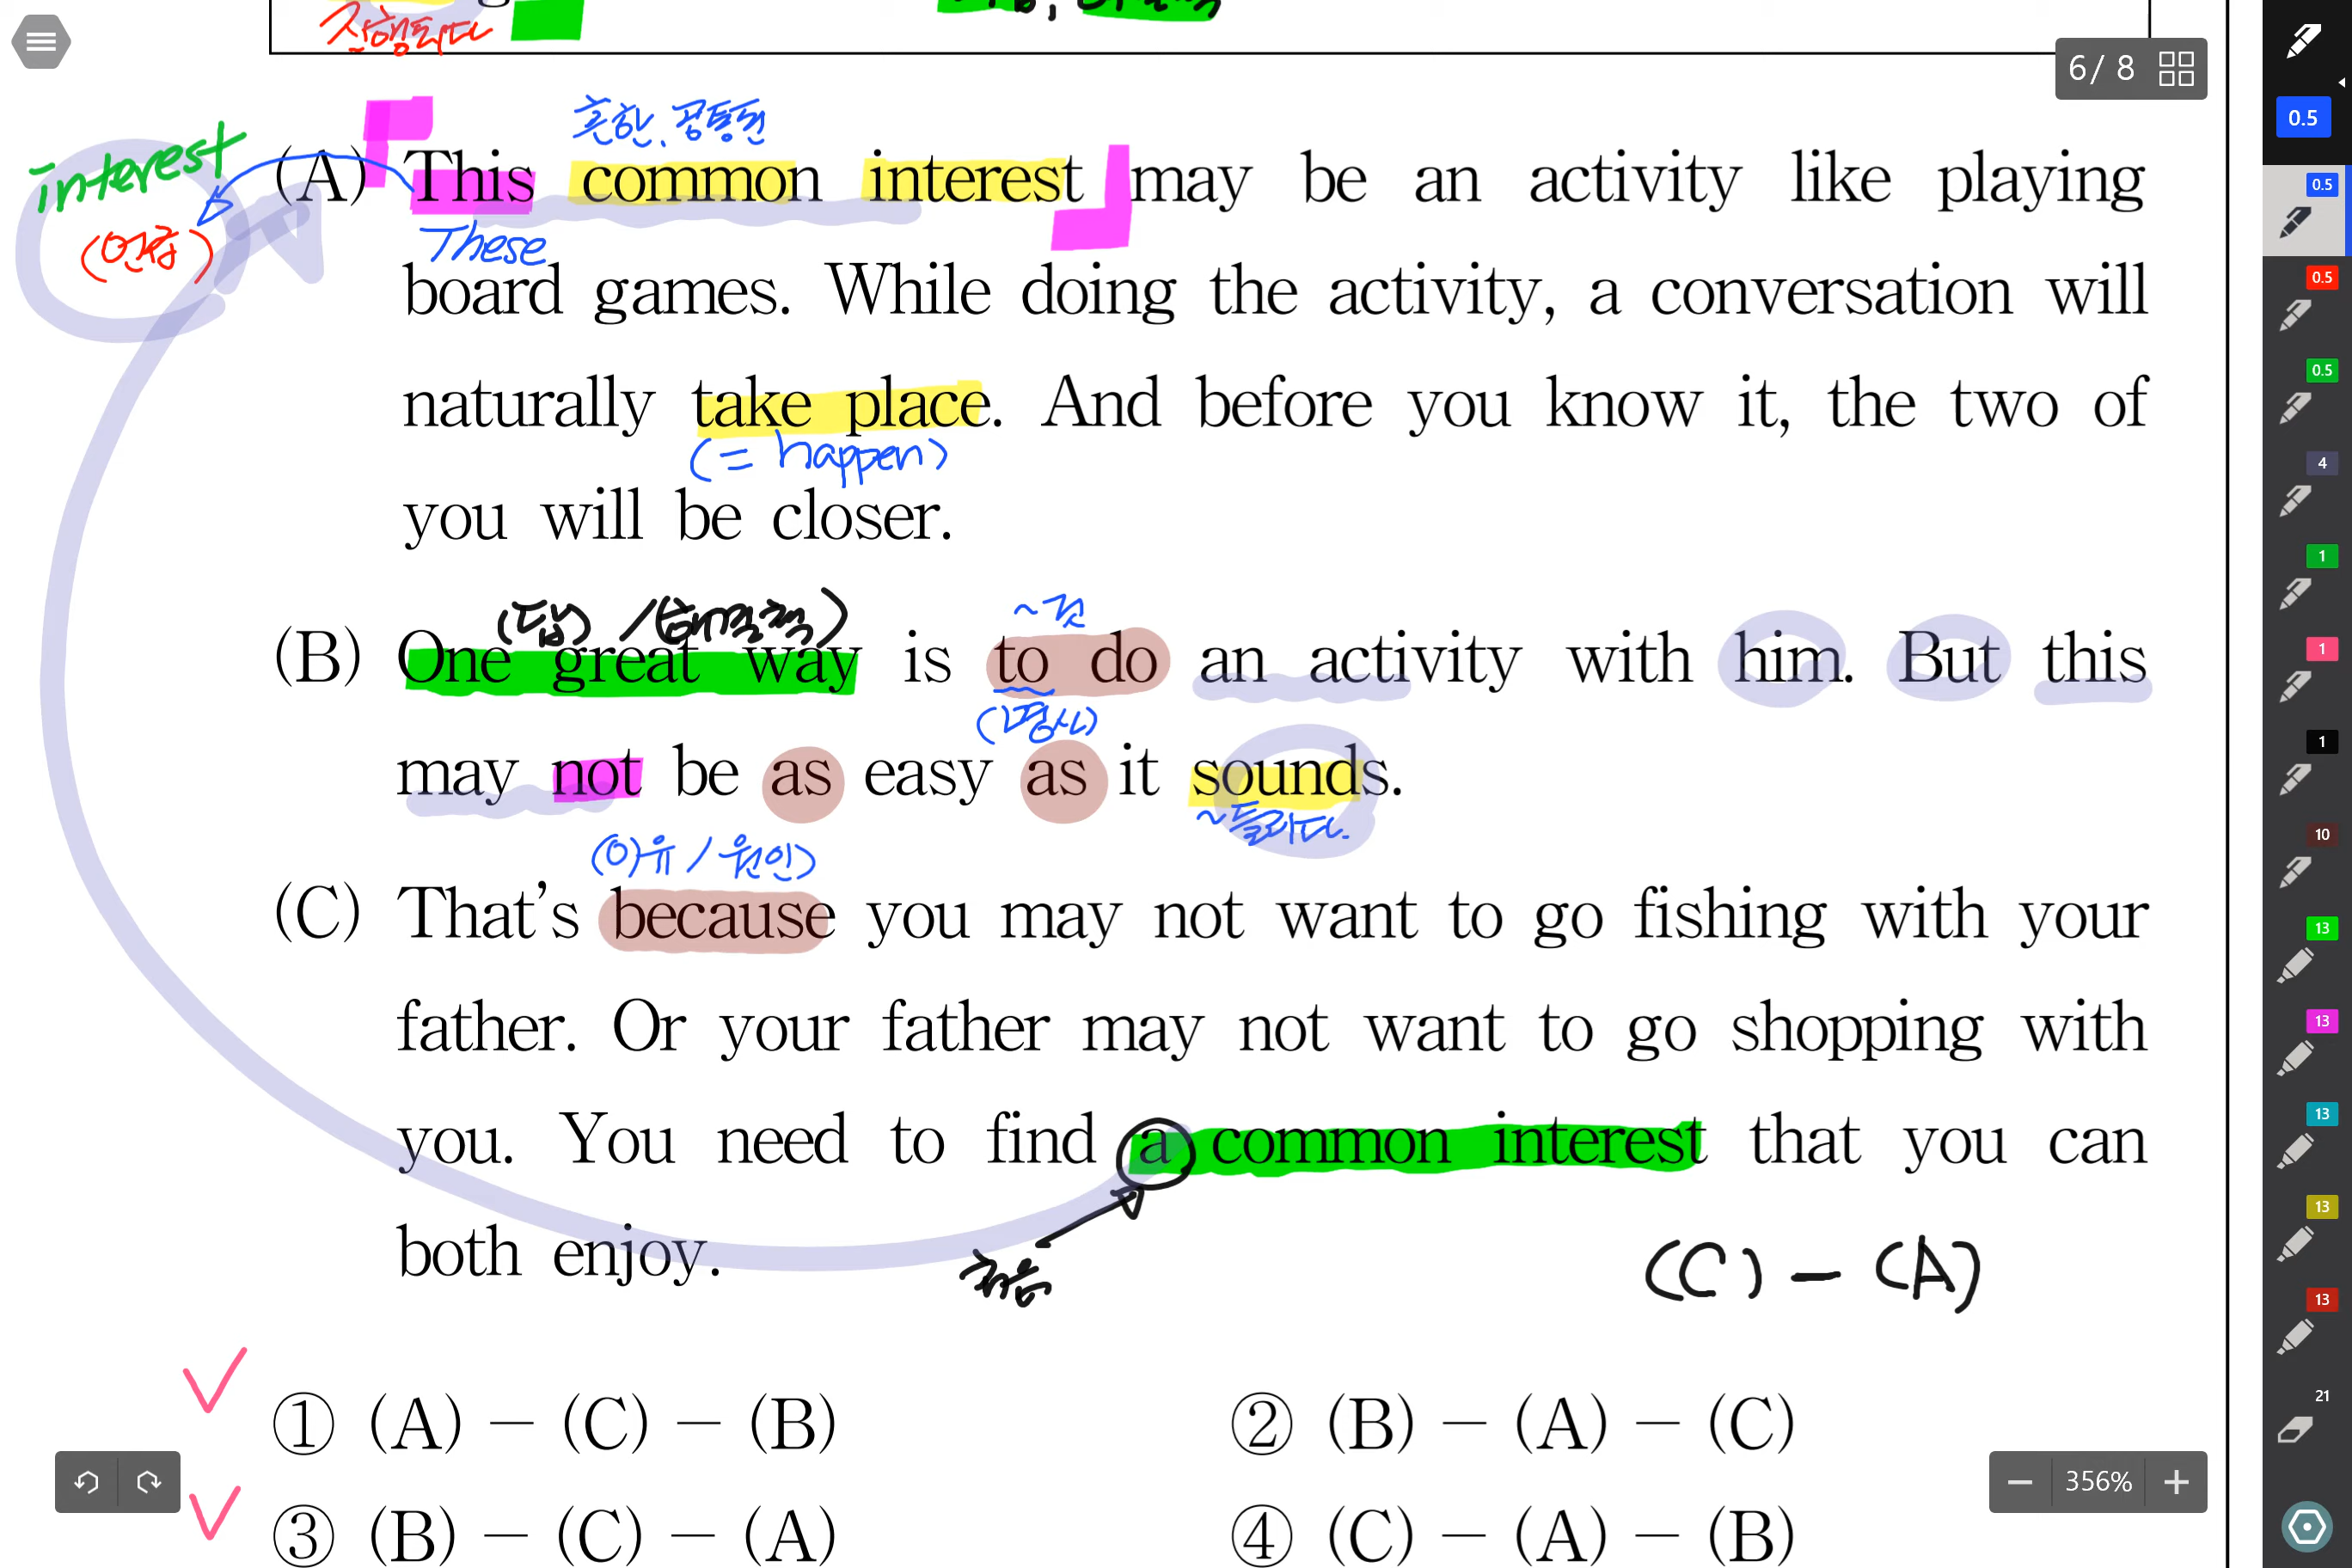 6/ 8
0.5
흔한, 공통된
interest
(A) This common interest may be an activity like playing
These
board games. While doing the activity, a conversation will
naturally take place. And before you know it, the two of
(= happen)
you will be closer.
(답) / (해결책)
~것
(B) One great way is to do an activity with him. But this
(명사)
may not be as easy as it sounds.
~들리다.
(이유 / 원인)
(C) That's because you may not want to go fishing with your
father. Or your father may not want to go shopping with
you. You need to find a common interest that you can
both enjoy.
처음
(C) - (A)
① (A) – (C) – (B)
② (B) – (A) – (C)
③ (B) – (C) – (A)
④ (C) – (A) – (B)
356%
0.5
0.5
0.5
4
1
1
1
10
13
13
13
13
13
21